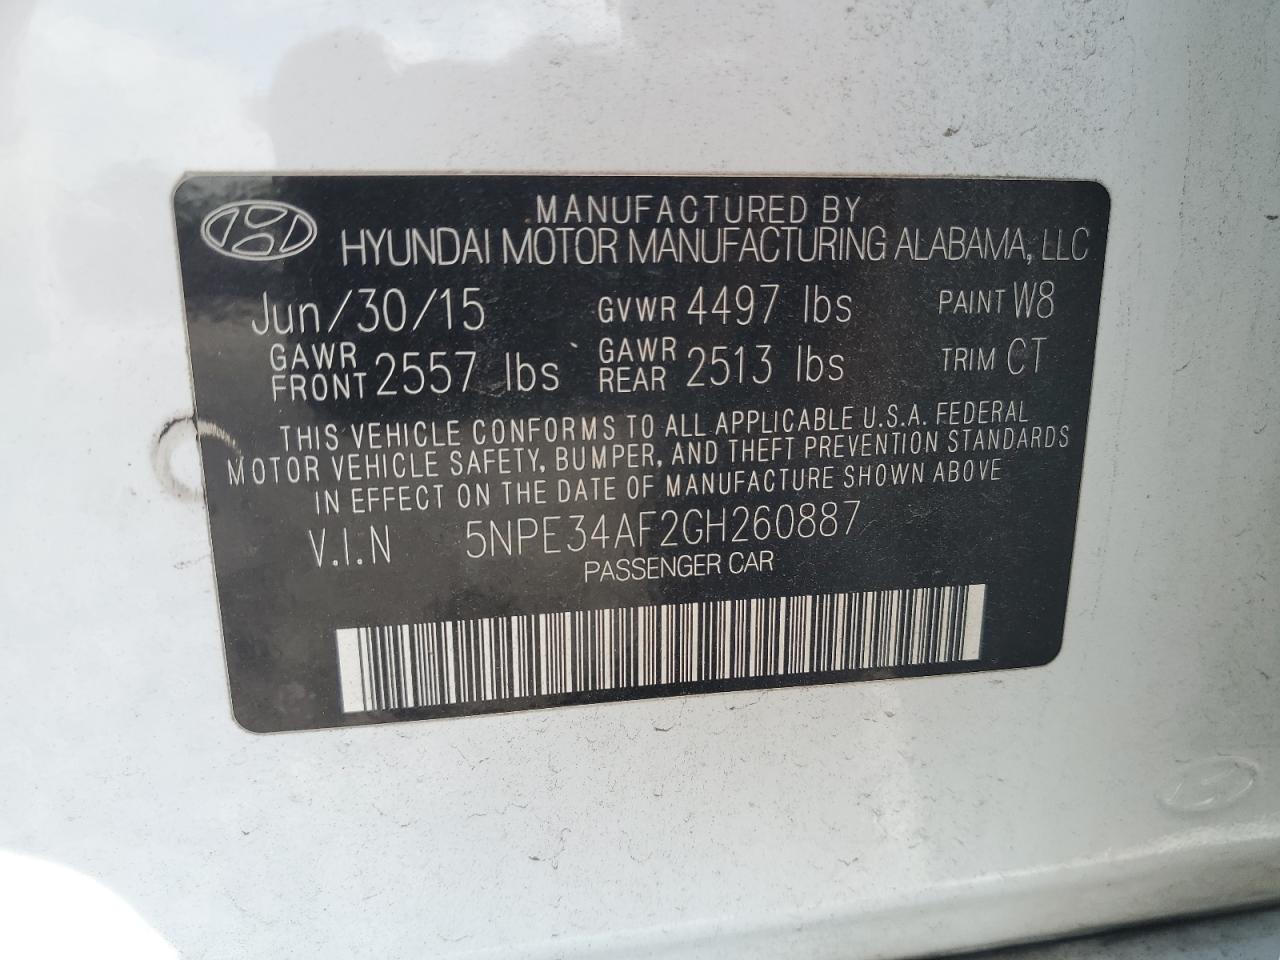 MANUFACTURED BY
HYUNDAI MOTOR MANUFACTURING ALABAMA, LLC
Jun/30/15 GVWR 4497 lbs PAINT W8
GAWR FRONT 2557 lbs GAWR REAR 2513 lbs TRIM CT
THIS VEHICLE CONFORMS TO ALL APPLICABLE U.S.A. FEDERAL
MOTOR VEHICLE SAFETY, BUMPER, AND THEFT PREVENTION STANDARDS
IN EFFECT ON THE DATE OF MANUFACTURE SHOWN ABOVE
V.I.N 5NPE34AF2GH260887
PASSENGER CAR